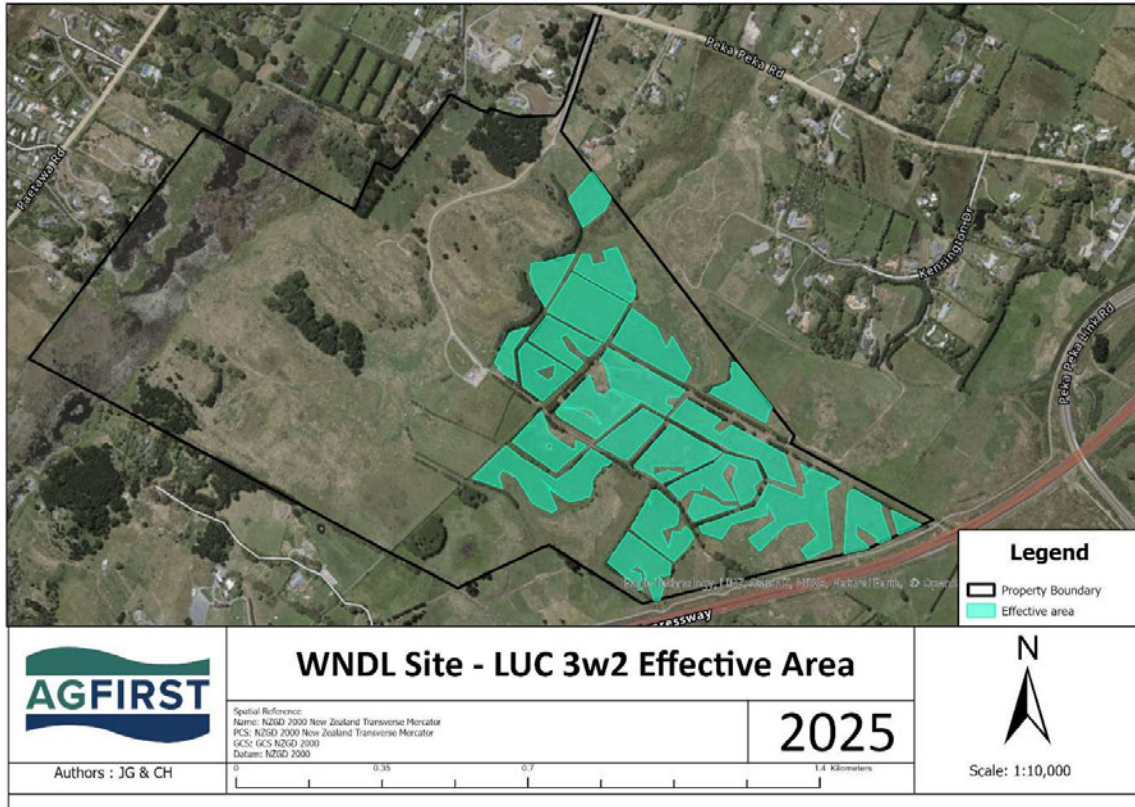 Peka Peka Rd
Paetawa Rd
Kensington Dr
Peka Peka Link Rd
pressway
Legend
Property Boundary
Effective area
AGFIRST
WNDL Site - LUC 3w2 Effective Area
Spatial Reference
Name: NZGD 2000 New Zealand Transverse Mercator
PCS: NZGD 2000 New Zealand Transverse Mercator
GCS: GCS NZGD 2000
Datum: NZGD 2000
2025
N
Authors : JG & CH
0 0.35 0.7 1.4 Kilometers
Scale: 1:10,000